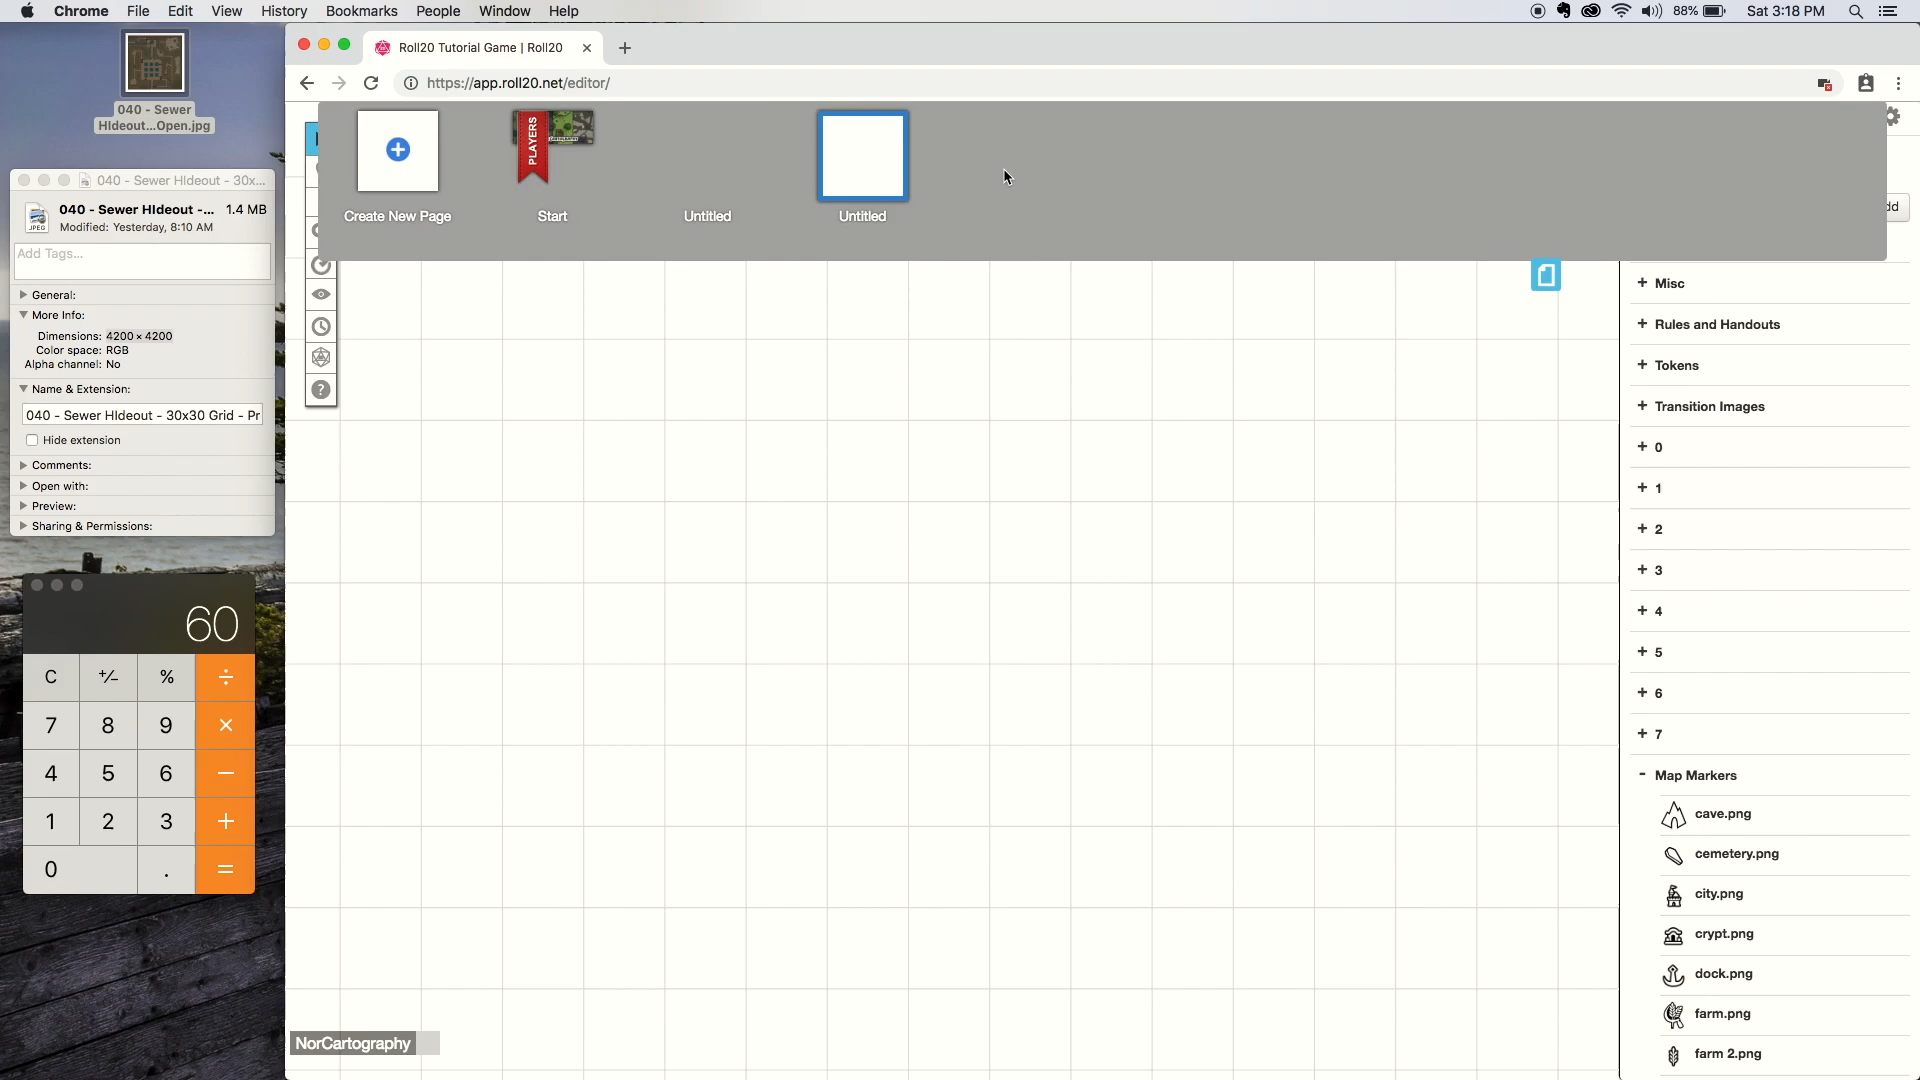 Chrome File Edit View History Bookmarks People Window Help
88% Sat 3:18 PM
040 - Sewer
HIdeout...Open.jpg
Roll20 Tutorial Game | Roll20
https://app.roll20.net/editor/
PLAYERS
Create New Page
Start
Untitled
Untitled
040 - Sewer HIdeout - 30x...
040 - Sewer HIdeout -... 1.4 MB
Modified: Yesterday, 8:10 AM
JPEG
Add Tags...
General:
More Info:
Dimensions: 4200 × 4200
Color space: RGB
Alpha channel: No
Name & Extension:
040 - Sewer HIdeout - 30x30 Grid - Pr
Hide extension
Comments:
Open with:
Preview:
Sharing & Permissions:
60
C +/- % ÷
7 8 9 ×
4 5 6 −
1 2 3 +
0 . =
dd
+ Misc
+ Rules and Handouts
+ Tokens
+ Transition Images
+ 0
+ 1
+ 2
+ 3
+ 4
+ 5
+ 6
+ 7
- Map Markers
cave.png
cemetery.png
city.png
crypt.png
dock.png
farm.png
farm 2.png
?
NorCartography